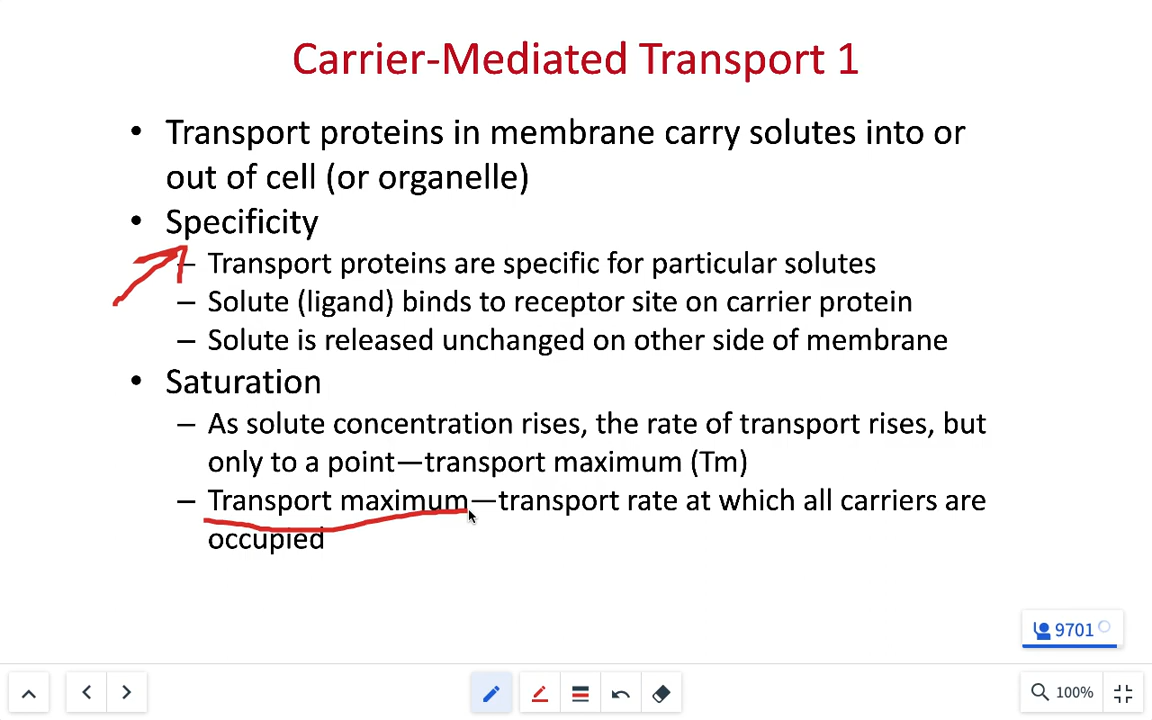 Carrier-Mediated Transport 1
• Transport proteins in membrane carry solutes into or
out of cell (or organelle)
• Specificity
– Transport proteins are specific for particular solutes
– Solute (ligand) binds to receptor site on carrier protein
– Solute is released unchanged on other side of membrane
• Saturation
– As solute concentration rises, the rate of transport rises, but
only to a point—transport maximum (Tm)
– Transport maximum—transport rate at which all carriers are
occupied
9701
100%